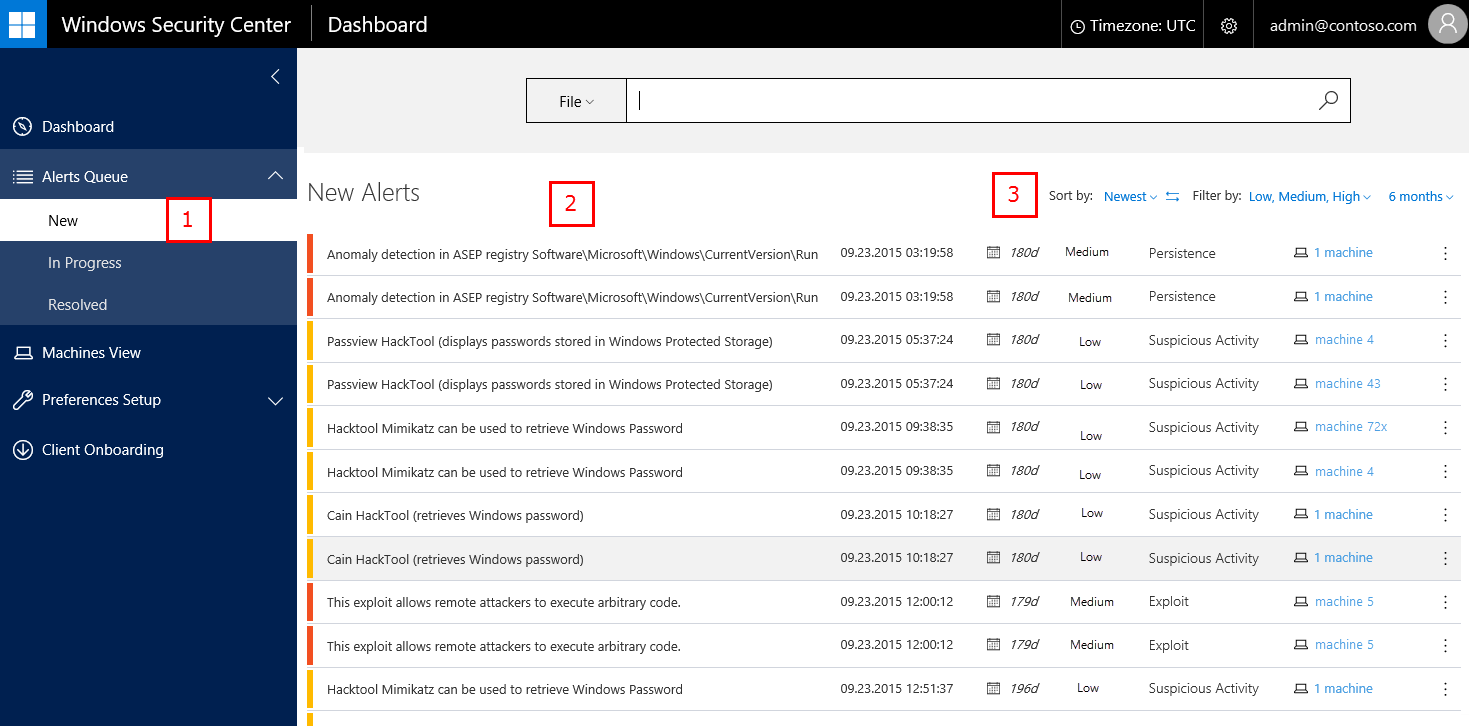 Windows Security Center Dashboard Timezone: UTC admin@contoso.com
File
Dashboard
Alerts Queue
New 1
In Progress
Resolved
Machines View
Preferences Setup
Client Onboarding
New Alerts 2 3 Sort by: Newest Filter by: Low, Medium, High 6 months
Anomaly detection in ASEP registry Software\Microsoft\Windows\CurrentVersion\Run 09.23.2015 03:19:58 180d Medium Persistence 1 machine
Anomaly detection in ASEP registry Software\Microsoft\Windows\CurrentVersion\Run 09.23.2015 03:19:58 180d Medium Persistence 1 machine
Passview HackTool (displays passwords stored in Windows Protected Storage) 09.23.2015 05:37:24 180d Low Suspicious Activity machine 4
Passview HackTool (displays passwords stored in Windows Protected Storage) 09.23.2015 05:37:24 180d Low Suspicious Activity machine 43
Hacktool Mimikatz can be used to retrieve Windows Password 09.23.2015 09:38:35 180d Low Suspicious Activity machine 72x
Hacktool Mimikatz can be used to retrieve Windows Password 09.23.2015 09:38:35 180d Low Suspicious Activity machine 4
Cain HackTool (retrieves Windows password) 09.23.2015 10:18:27 180d Low Suspicious Activity 1 machine
Cain HackTool (retrieves Windows password) 09.23.2015 10:18:27 180d Low Suspicious Activity 1 machine
This exploit allows remote attackers to execute arbitrary code. 09.23.2015 12:00:12 179d Medium Exploit machine 5
This exploit allows remote attackers to execute arbitrary code. 09.23.2015 12:00:12 179d Medium Exploit machine 5
Hacktool Mimikatz can be used to retrieve Windows Password 09.23.2015 12:51:37 196d Low Suspicious Activity 1 machine